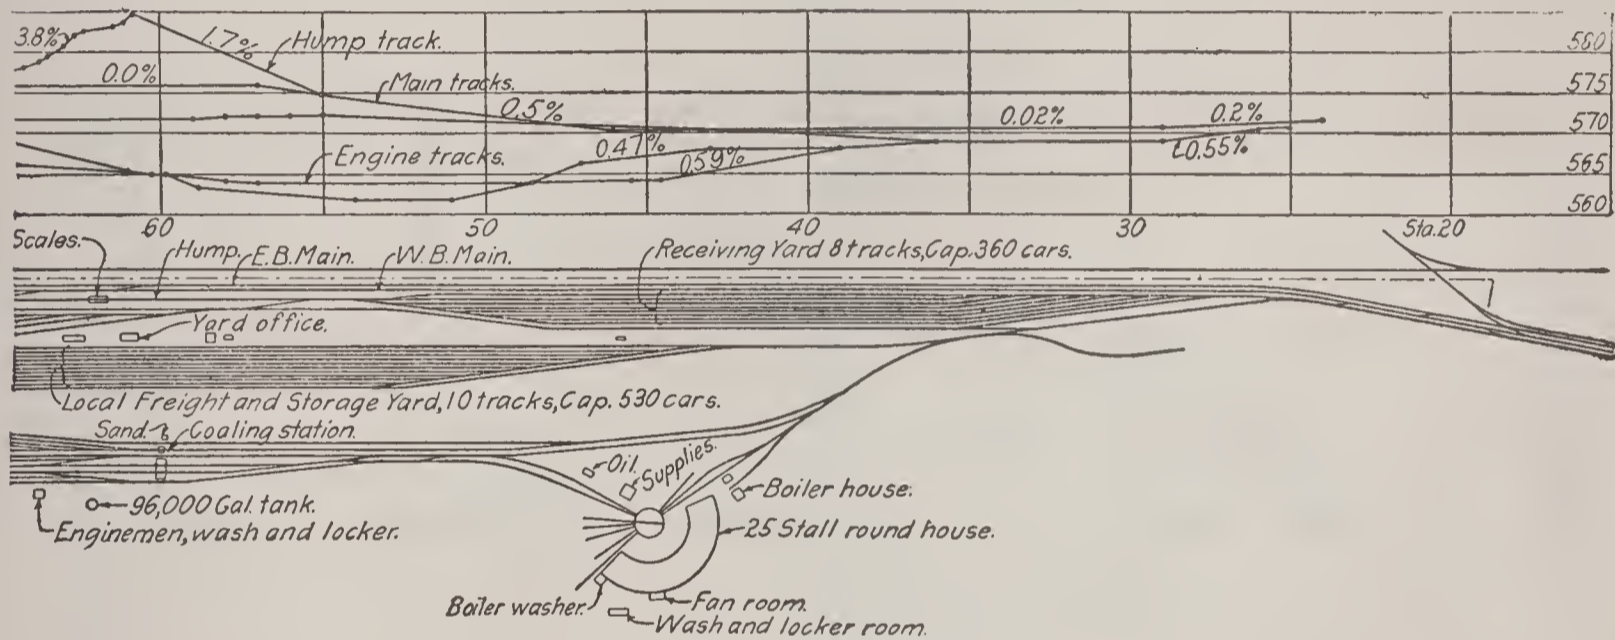 3.8%
1.7%
Hump track.
580
0.0%
Main tracks.
575
0.5%
0.02%
0.2%
570
Engine tracks.
0.47%
0.59%
0.55%
565
560
60
50
40
30
Sta.20
Scales.
Hump.
E.B. Main.
W.B. Main.
Receiving Yard 8 tracks, Cap. 360 cars.
Yard office.
Local Freight and Storage Yard, 10 tracks, Cap. 530 cars.
Sand.
Coaling station.
Oil.
Supplies.
96,000 Gal. tank.
Boiler house.
Enginemen, wash and locker.
25 Stall round house.
Boiler washer.
Fan room.
Wash and locker room.